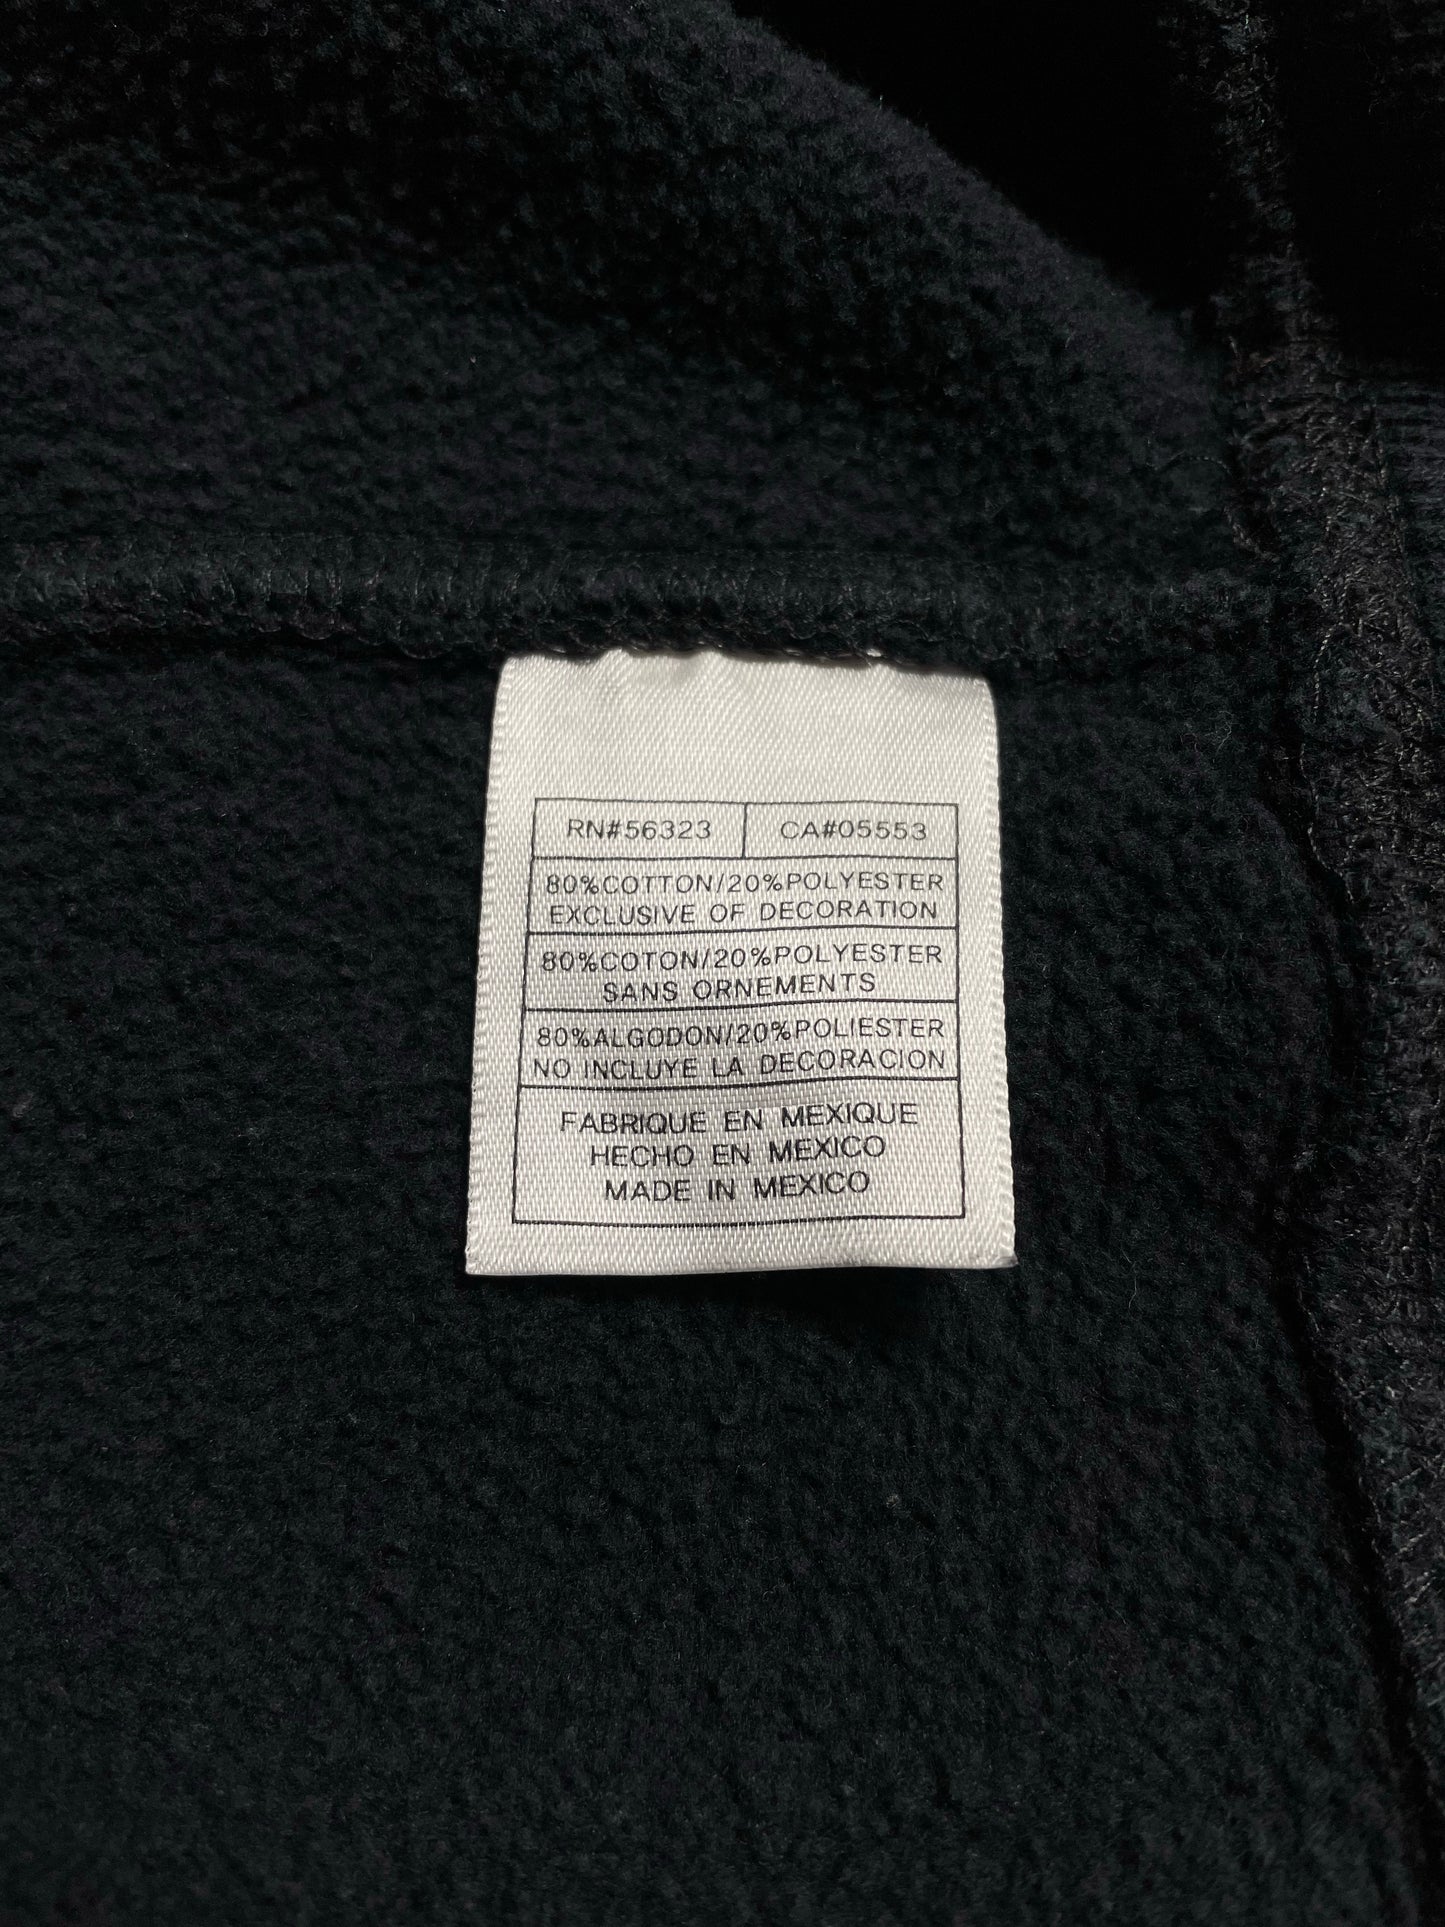 RN#56323 CA#05553
80%COTTON/20%POLYESTER
EXCLUSIVE OF DECORATION
80%COTON/20%POLYESTER
SANS ORNEMENTS
80%ALGODON/20%POLIESTER
NO INCLUYE LA DECORACION
FABRIQUE EN MEXIQUE
HECHO EN MEXICO
MADE IN MEXICO